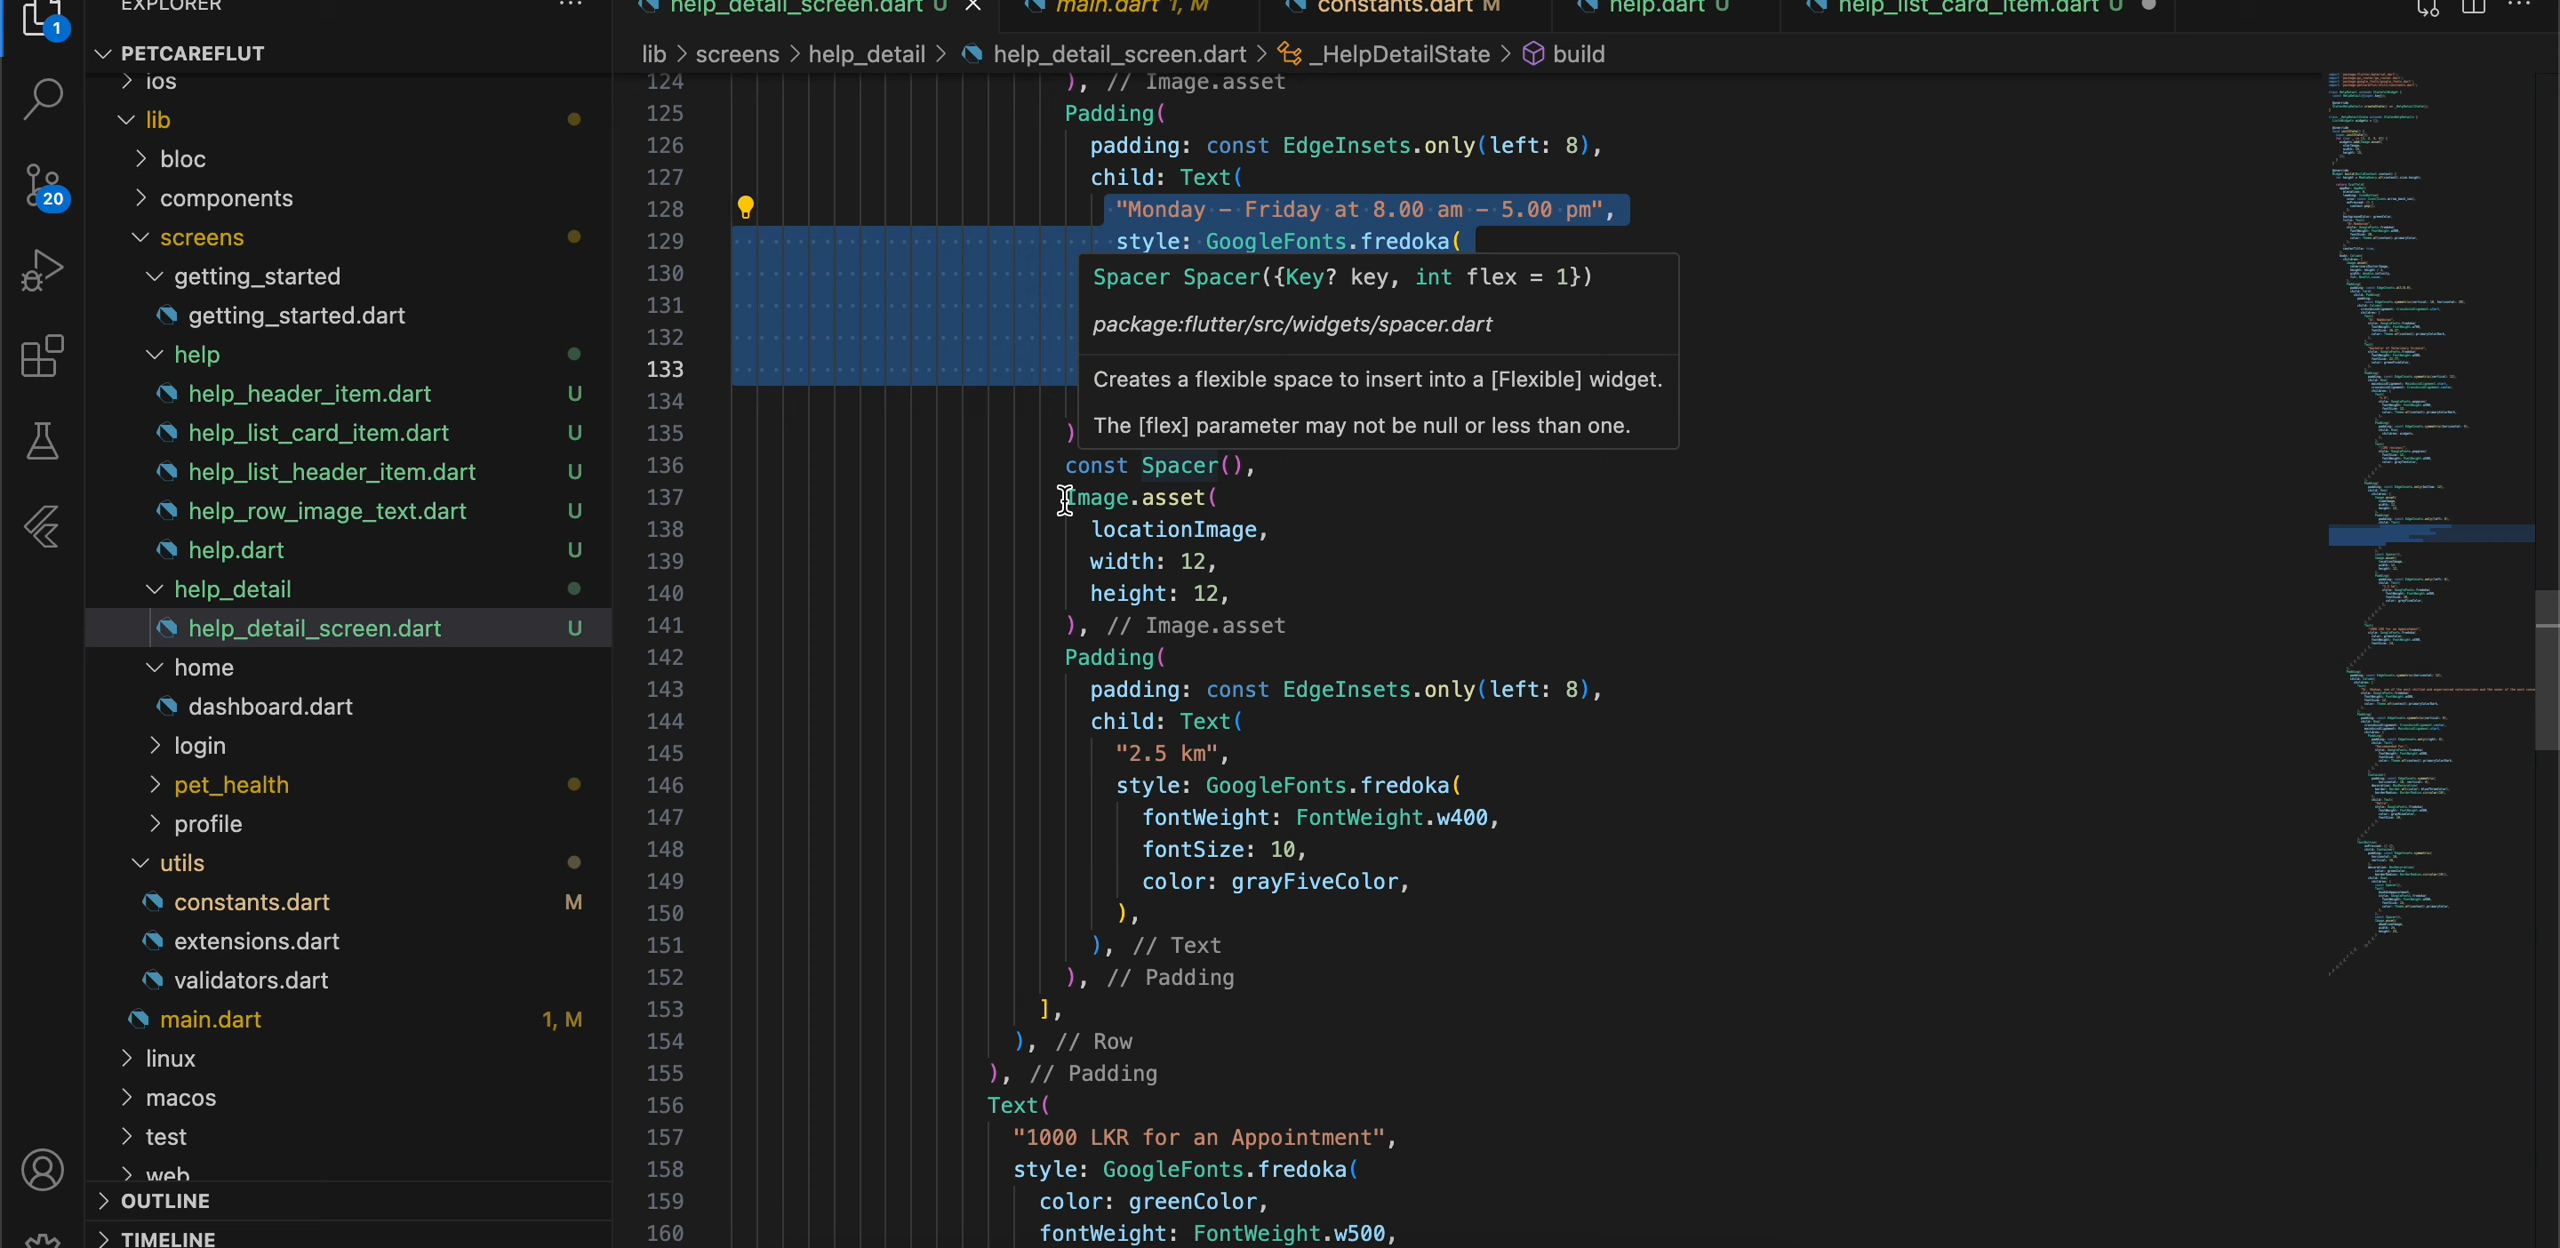 EXPLORER
PETCAREFLUT
ios
lib
bloc
components
screens
getting_started
getting_started.dart
help
help_header_item.dart U
help_list_card_item.dart U
help_list_header_item.dart U
help_row_image_text.dart U
help.dart U
help_detail
help_detail_screen.dart U
home
dashboard.dart
login
pet_health
profile
utils
constants.dart M
extensions.dart
validators.dart
main.dart 1, M
linux
macos
test
web
OUTLINE
TIMELINE
1
20
help_detail_screen.dart U
main.dart 1, M
constants.dart M
help.dart U
help_list_card_item.dart U
lib > screens > help_detail > help_detail_screen.dart > _HelpDetailState > build
124 ), // Image.asset
125 Padding(
126 padding: const EdgeInsets.only(left: 8),
127 child: Text(
128 "Monday – Friday at 8.00 am – 5.00 pm",
129 style: GoogleFonts.fredoka(
130
131
132
133
134
135 )
Spacer Spacer({Key? key, int flex = 1})
package:flutter/src/widgets/spacer.dart
Creates a flexible space to insert into a [Flexible] widget.
The [flex] parameter may not be null or less than one.
136 const Spacer(),
137 Image.asset(
138 locationImage,
139 width: 12,
140 height: 12,
141 ), // Image.asset
142 Padding(
143 padding: const EdgeInsets.only(left: 8),
144 child: Text(
145 "2.5 km",
146 style: GoogleFonts.fredoka(
147 fontWeight: FontWeight.w400,
148 fontSize: 10,
149 color: grayFiveColor,
150 ),
151 ), // Text
152 ), // Padding
153 ],
154 ), // Row
155 ), // Padding
156 Text(
157 "1000 LKR for an Appointment",
158 style: GoogleFonts.fredoka(
159 color: greenColor,
160 fontWeight: FontWeight.w500,